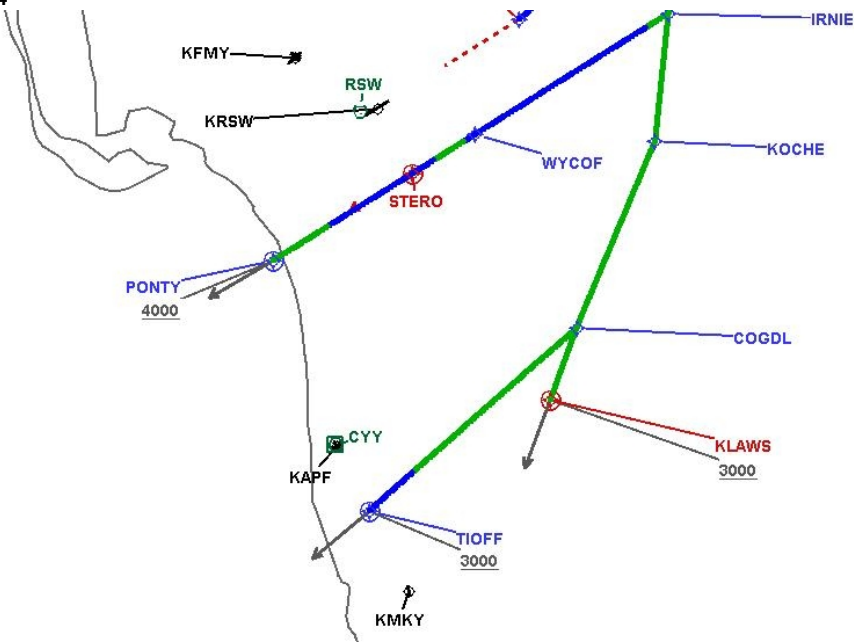 IRNIE
KFMY
RSW
KRSW
WYCOF
KOCHE
STERO
PONTY
4000
COGDL
CYY
KLAWS
3000
KAPF
TIOFF
3000
KMKY